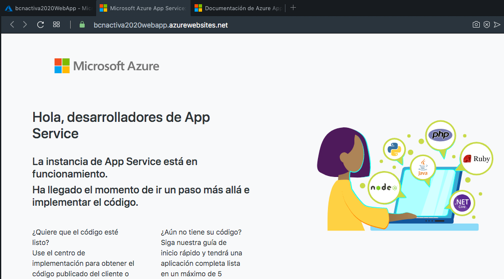 bcnactiva2020WebApp - Mi
Microsoft Azure App Service
Documentación de Azure Ap
bcnactiva2020webapp.azurewebsites.net
Microsoft Azure
Hola, desarrolladores de App
Service
La instancia de App Service está en
funcionamiento.
Ha llegado el momento de ir un paso más allá e
implementar el código.
¿Quiere que el código esté
listo?
Use el centro de
implementación para obtener el
código publicado del cliente o
¿Aún no tiene su código?
Siga nuestra guía de
inicio rápido y tendrá una
aplicación completa lista
en un máximo de 5
php
Java
Ruby
node
.NET